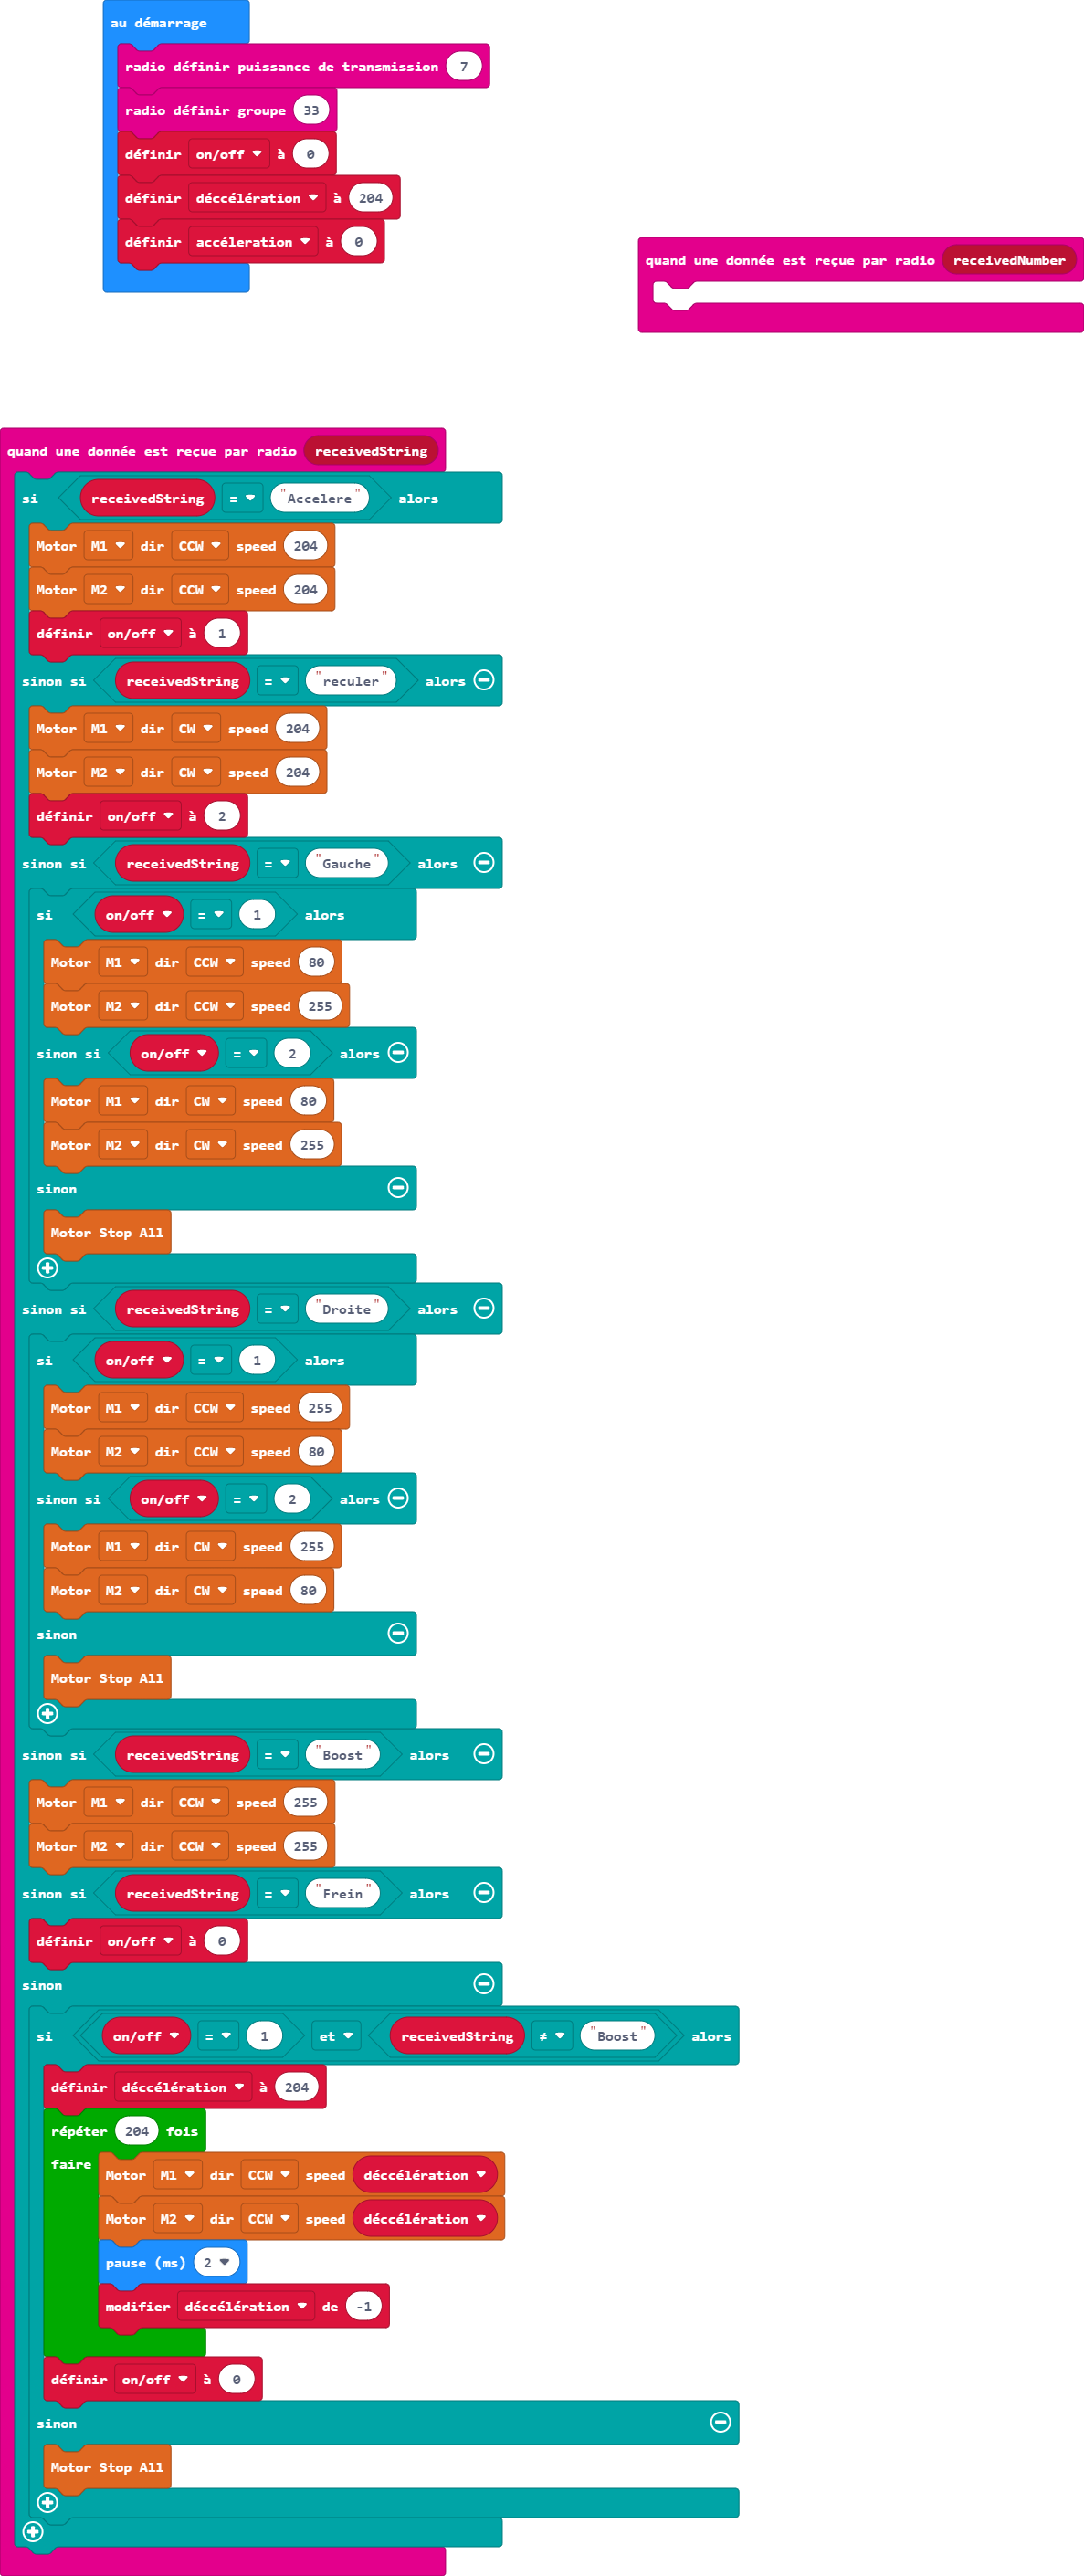 au démarrage
radio définir puissance de transmission 7
radio définir groupe 33
définir on/off à 0
définir déccélération à 204
définir accéleration à 0
quand une donnée est reçue par radio receivedNumber
quand une donnée est reçue par radio receivedString
si receivedString = "Accelere" alors
Motor M1 dir CCW speed 204
Motor M2 dir CCW speed 204
définir on/off à 1
sinon si receivedString = "reculer" alors
Motor M1 dir CW speed 204
Motor M2 dir CW speed 204
définir on/off à 2
sinon si receivedString = "Gauche" alors
si on/off = 1 alors
Motor M1 dir CCW speed 80
Motor M2 dir CCW speed 255
sinon si on/off = 2 alors
Motor M1 dir CW speed 80
Motor M2 dir CW speed 255
sinon
Motor Stop All
sinon si receivedString = "Droite" alors
si on/off = 1 alors
Motor M1 dir CCW speed 255
Motor M2 dir CCW speed 80
sinon si on/off = 2 alors
Motor M1 dir CW speed 255
Motor M2 dir CW speed 80
sinon
Motor Stop All
sinon si receivedString = "Boost" alors
Motor M1 dir CCW speed 255
Motor M2 dir CCW speed 255
sinon si receivedString = "Frein" alors
définir on/off à 0
sinon
si on/off = 1 et receivedString ≠ "Boost" alors
définir déccélération à 204
répéter 204 fois
faire Motor M1 dir CCW speed déccélération
Motor M2 dir CCW speed déccélération
pause (ms) 2
modifier déccélération de -1
définir on/off à 0
sinon
Motor Stop All